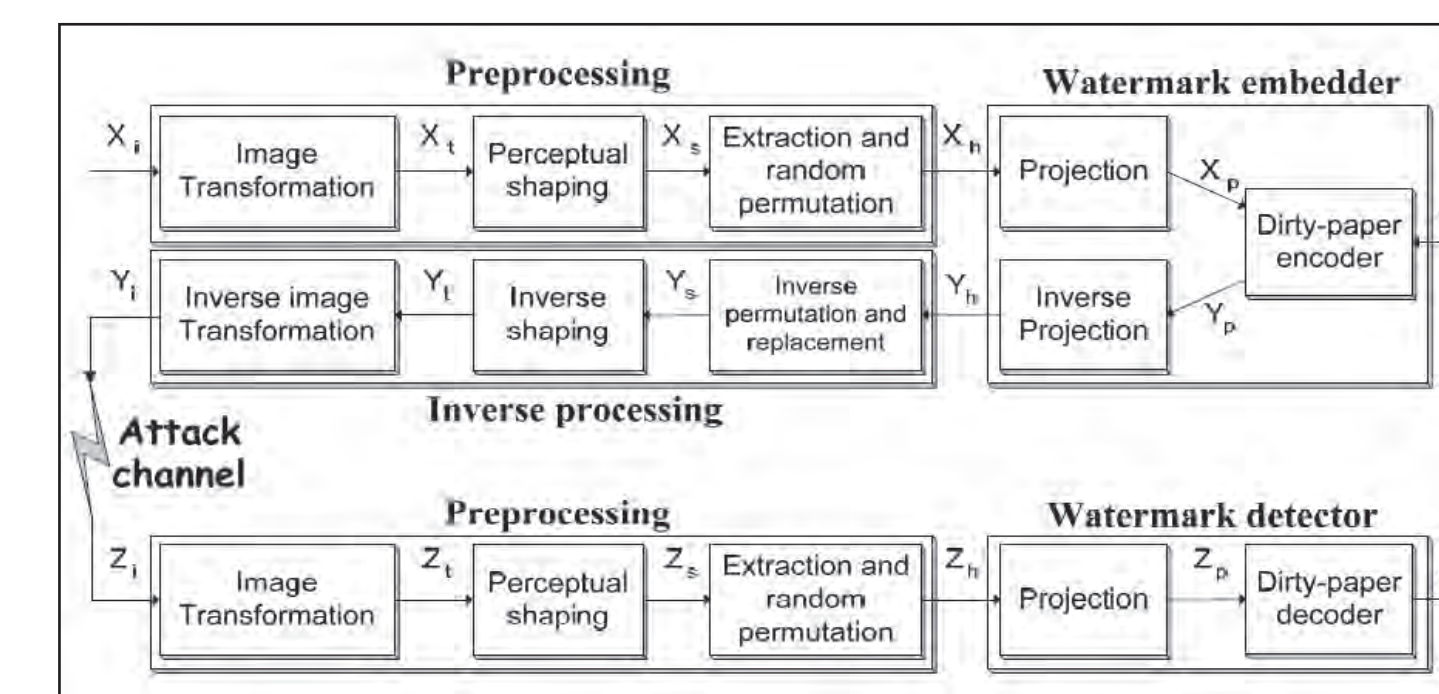 Preprocessing
Watermark embedder
X i
Image
Transformation
X t
Perceptual
shaping
X s
Extraction and
random
permutation
X h
Projection
X p
Dirty-paper
encoder
Y i
Inverse image
Transformation
Y t
Inverse
shaping
Y s
Inverse
permutation and
replacement
Y h
Inverse
Projection
Y p
Inverse processing
Attack
channel
Preprocessing
Watermark detector
Z i
Image
Transformation
Z t
Perceptual
shaping
Z s
Extraction and
random
permutation
Z h
Projection
Z p
Dirty-paper
decoder